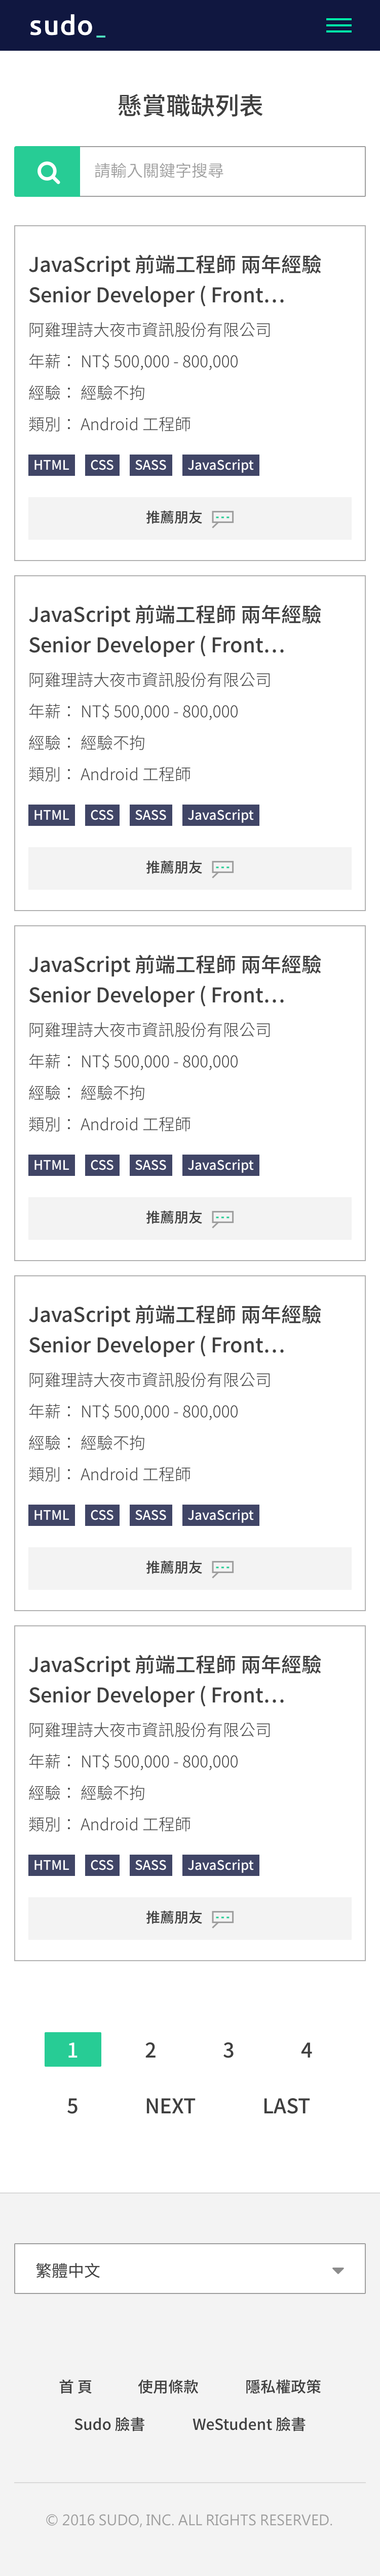 sudo_
懸賞職缺列表
請輸入關鍵字搜尋
JavaScript 前端工程師 兩年經驗
Senior Developer ( Front...
阿雞理詩大夜市資訊股份有限公司
年薪： NT$ 500,000 - 800,000
經驗： 經驗不拘
類別： Android 工程師
HTML CSS SASS JavaScript
推薦朋友
JavaScript 前端工程師 兩年經驗
Senior Developer ( Front...
阿雞理詩大夜市資訊股份有限公司
年薪： NT$ 500,000 - 800,000
經驗： 經驗不拘
類別： Android 工程師
HTML CSS SASS JavaScript
推薦朋友
JavaScript 前端工程師 兩年經驗
Senior Developer ( Front...
阿雞理詩大夜市資訊股份有限公司
年薪： NT$ 500,000 - 800,000
經驗： 經驗不拘
類別： Android 工程師
HTML CSS SASS JavaScript
推薦朋友
JavaScript 前端工程師 兩年經驗
Senior Developer ( Front...
阿雞理詩大夜市資訊股份有限公司
年薪： NT$ 500,000 - 800,000
經驗： 經驗不拘
類別： Android 工程師
HTML CSS SASS JavaScript
推薦朋友
JavaScript 前端工程師 兩年經驗
Senior Developer ( Front...
阿雞理詩大夜市資訊股份有限公司
年薪： NT$ 500,000 - 800,000
經驗： 經驗不拘
類別： Android 工程師
HTML CSS SASS JavaScript
推薦朋友
1 2 3 4
5 NEXT LAST
繁體中文
首 頁 使用條款 隱私權政策
Sudo 臉書 WeStudent 臉書
© 2016 SUDO, INC. ALL RIGHTS RESERVED.